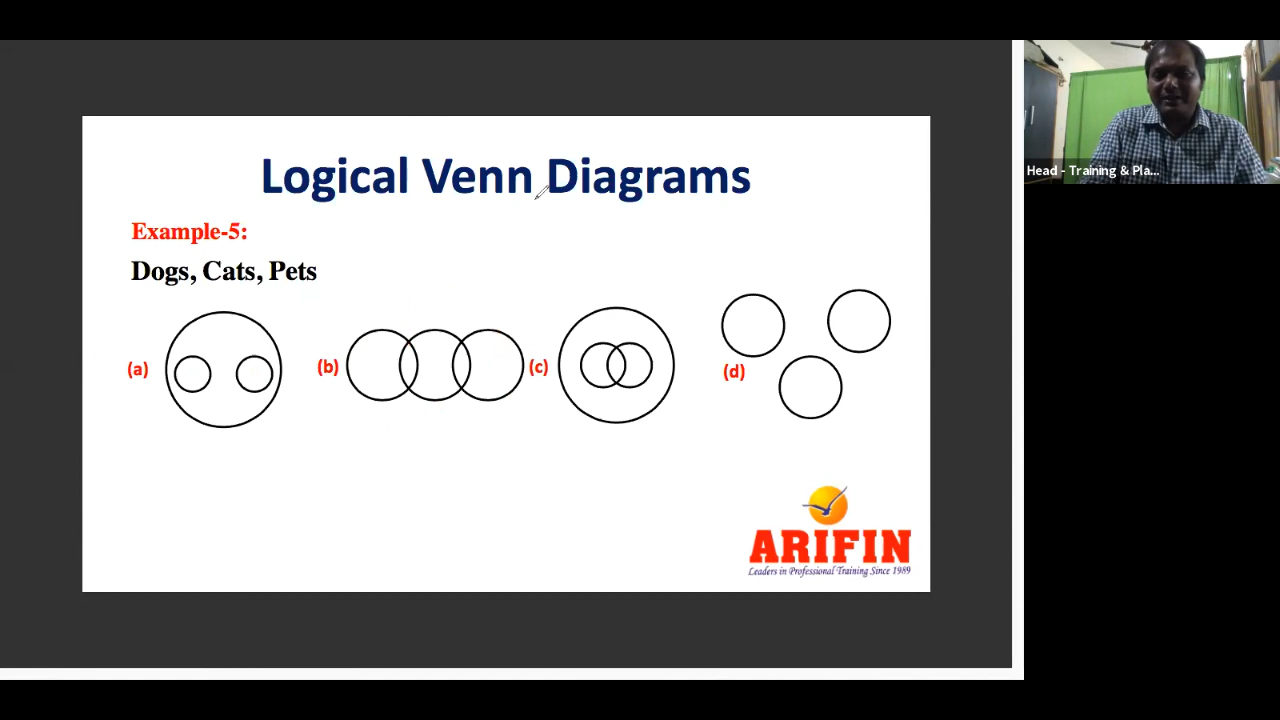 Logical Venn Diagrams
Example-5:
Dogs, Cats, Pets
(a)
(b)
(c)
(d)
ARIFIN
Leaders in Professional Training Since 1989
Head - Training & Pla...